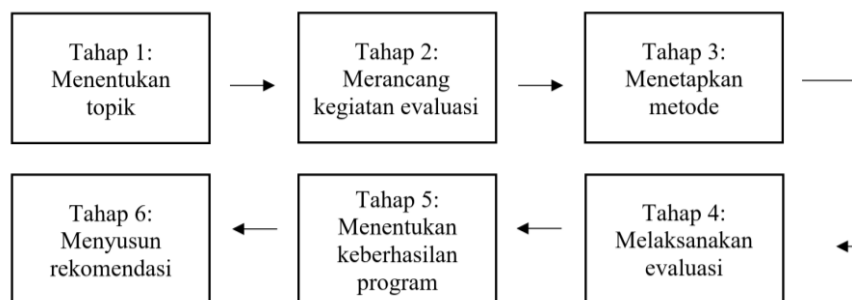 Tahap 1:
Menentukan
topik
Tahap 2:
Merancang
kegiatan evaluasi
Tahap 3:
Menetapkan
metode
Tahap 4:
Melaksanakan
evaluasi
Tahap 5:
Menentukan
keberhasilan
program
Tahap 6:
Menyusun
rekomendasi